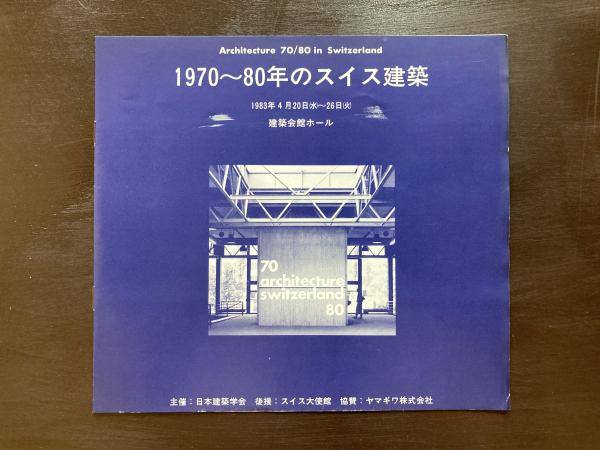 Architecture 70/80 in Switzerland
1970〜80年のスイス建築
1983年4月20日(水)〜26日(火)
建築会館ホール
70
architecture
switzerland
80
主催：日本建築学会　後援：スイス大使館　協賛：ヤマギワ株式会社